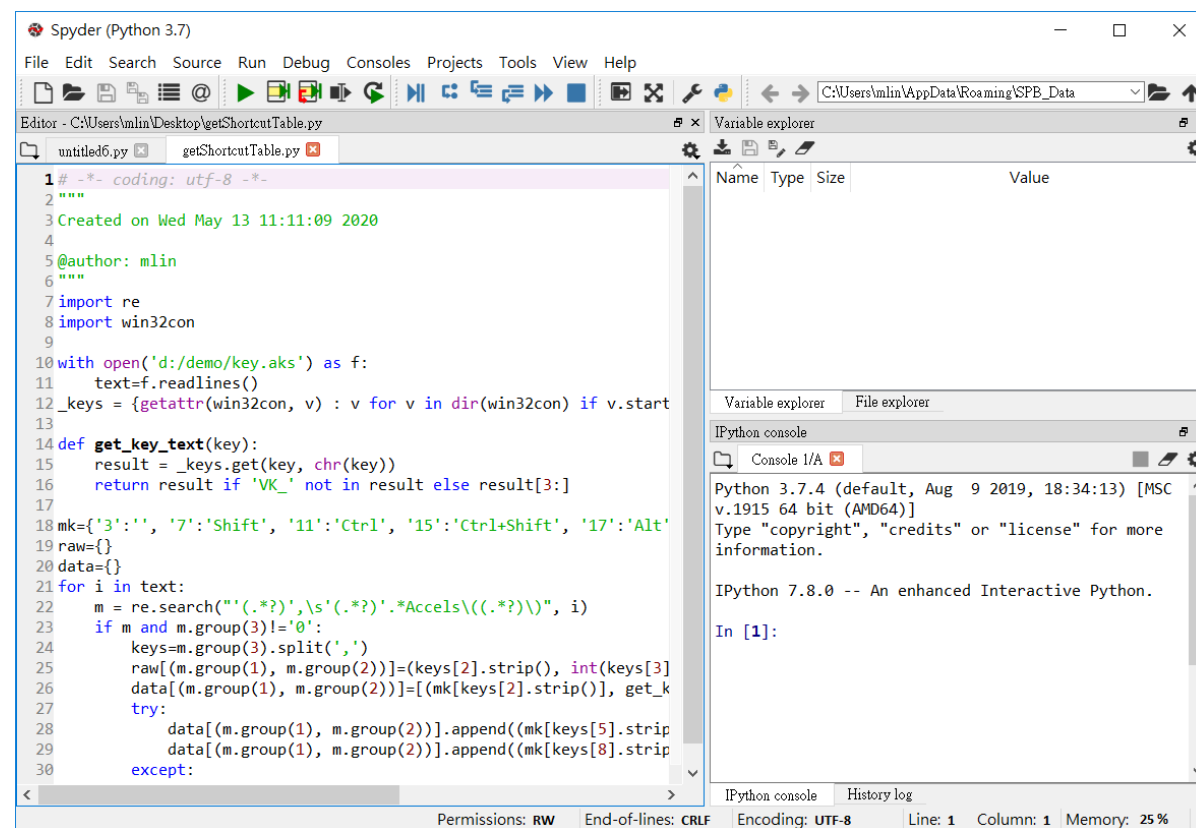 Spyder (Python 3.7)
File Edit Search Source Run Debug Consoles Projects Tools View Help
C:\Users\mlin\AppData\Roaming\SPB_Data
Editor - C:\Users\mlin\Desktop\getShortcutTable.py
untitled6.py getShortcutTable.py
1 # -*- coding: utf-8 -*-
2 """
3 Created on Wed May 13 11:11:09 2020
4
5 @author: mlin
6 """
7 import re
8 import win32con
9
10 with open('d:/demo/key.aks') as f:
11     text=f.readlines()
12 _keys = {getattr(win32con, v) : v for v in dir(win32con) if v.start
13
14 def get_key_text(key):
15     result = _keys.get(key, chr(key))
16     return result if 'VK_' not in result else result[3:]
17
18 mk={'3':'', '7':'Shift', '11':'Ctrl', '15':'Ctrl+Shift', '17':'Alt'
19 raw={}
20 data={}
21 for i in text:
22     m = re.search("'(.*?)',\s'(.*?)'.*Accels\((.*?)\)", i)
23     if m and m.group(3)!='0':
24         keys=m.group(3).split(',')
25         raw[(m.group(1), m.group(2))]=(keys[2].strip(), int(keys[3]
26         data[(m.group(1), m.group(2))]=[(mk[keys[2].strip()], get_k
27         try:
28             data[(m.group(1), m.group(2))].append((mk[keys[5].strip
29             data[(m.group(1), m.group(2))].append((mk[keys[8].strip
30         except:
Variable explorer
Name Type Size Value
Variable explorer File explorer
IPython console
Console 1/A
Python 3.7.4 (default, Aug  9 2019, 18:34:13) [MSC
v.1915 64 bit (AMD64)]
Type "copyright", "credits" or "license" for more
information.
IPython 7.8.0 -- An enhanced Interactive Python.
In [1]:
IPython console History log
Permissions: RW End-of-lines: CRLF Encoding: UTF-8 Line: 1 Column: 1 Memory: 25 %